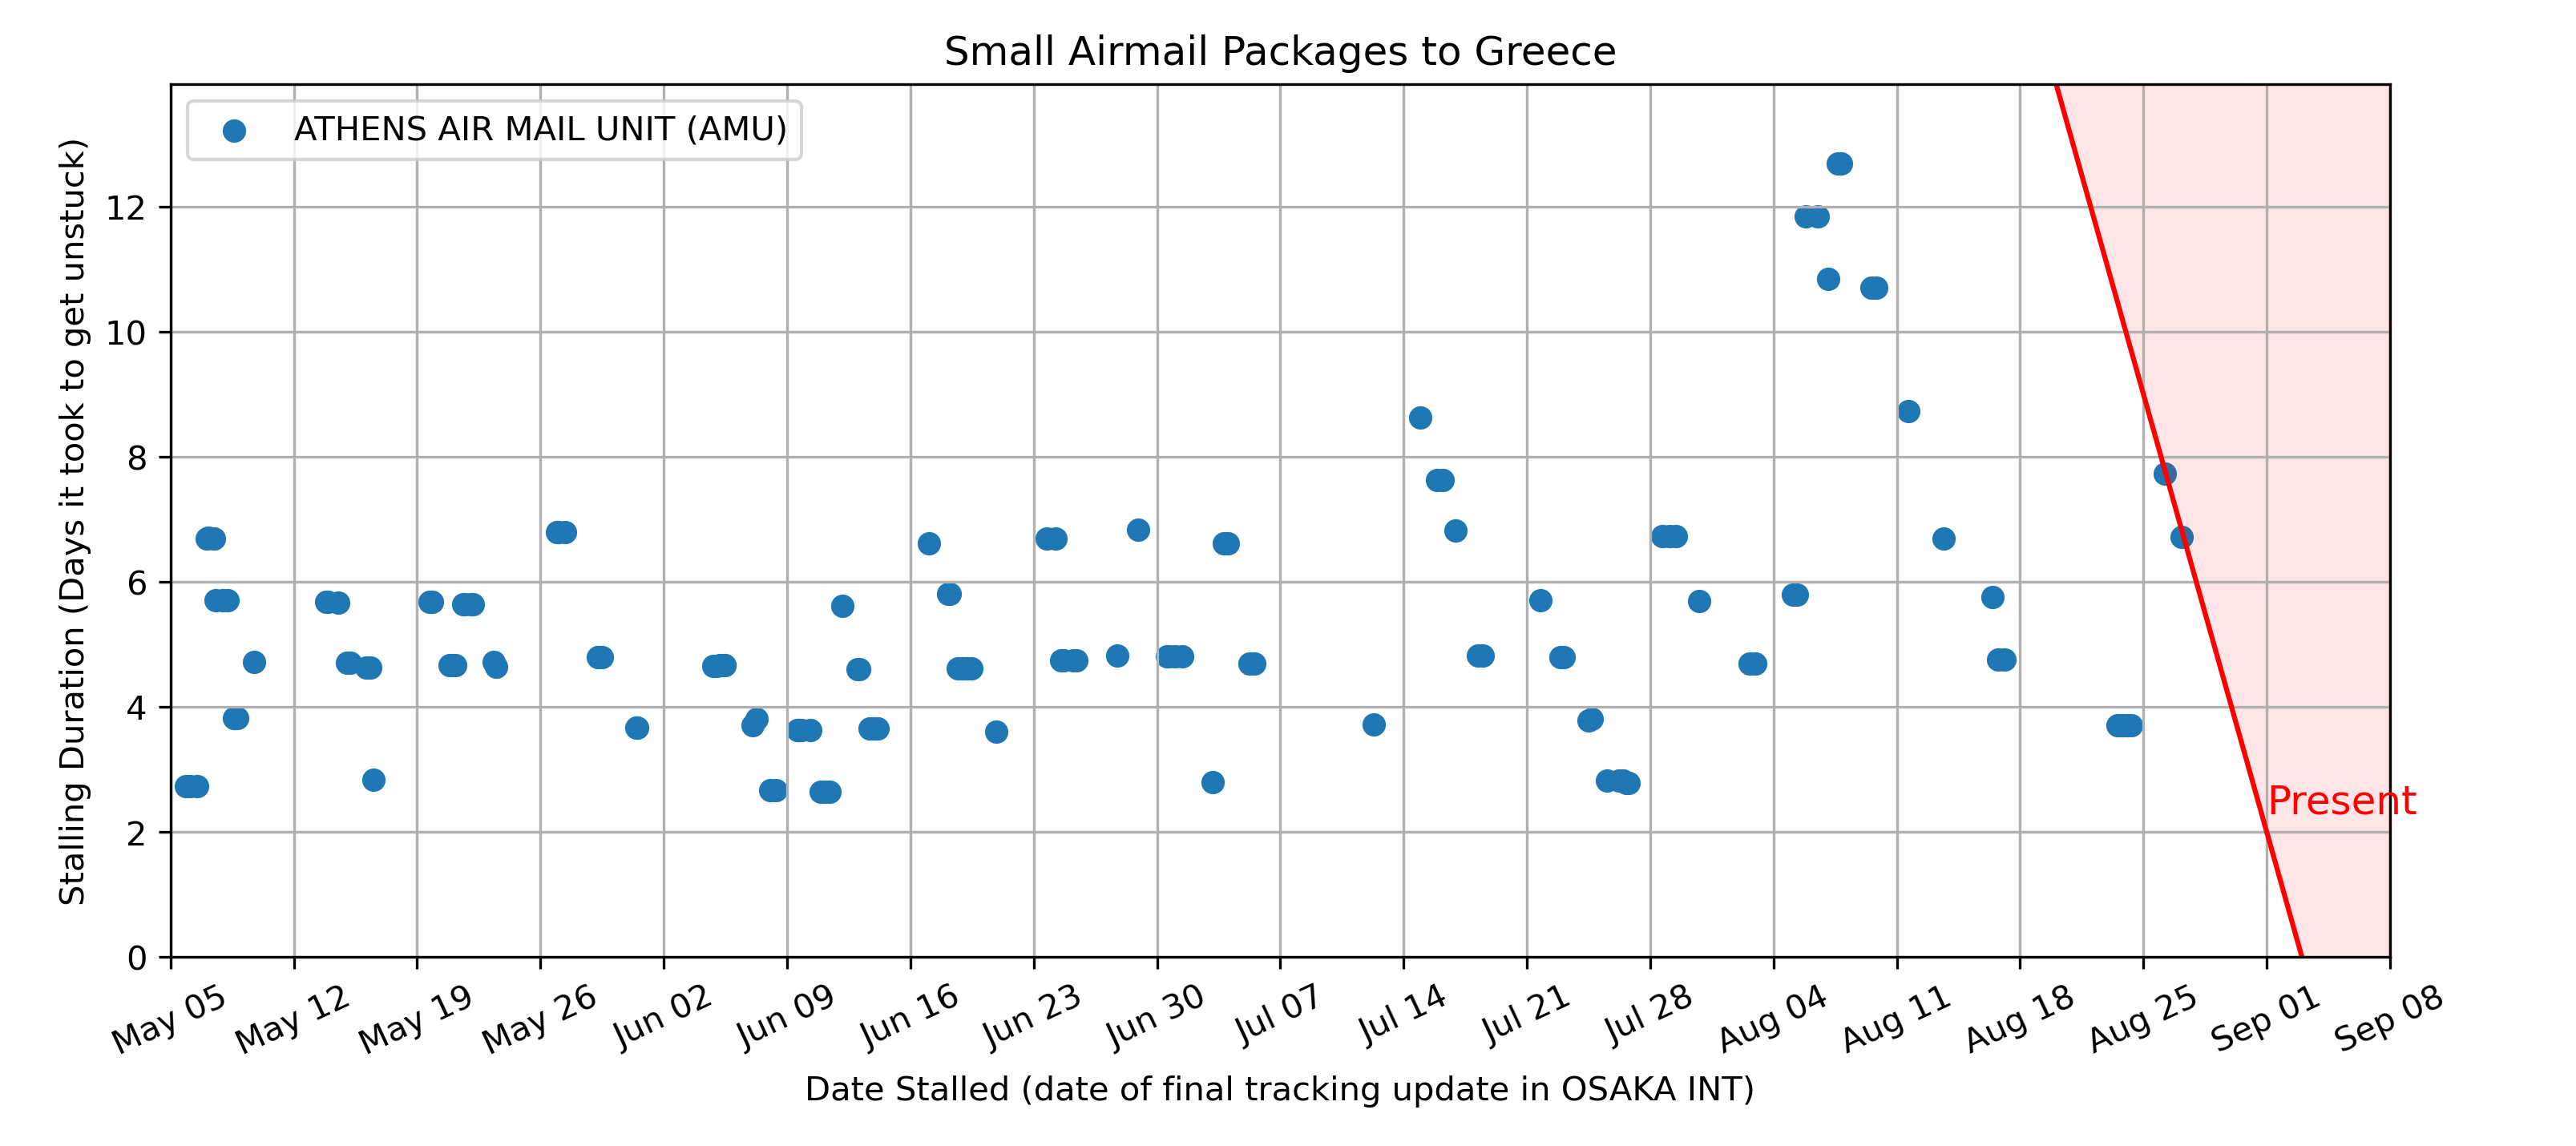 Small Airmail Packages to Greece
ATHENS AIR MAIL UNIT (AMU)
Stalling Duration (Days it took to get unstuck)
12
10
8
6
4
2
0
Present
May 05 May 12 May 19 May 26 Jun 02 Jun 09 Jun 16 Jun 23 Jun 30 Jul 07 Jul 14 Jul 21 Jul 28 Aug 04 Aug 11 Aug 18 Aug 25 Sep 01 Sep 08
Date Stalled (date of final tracking update in OSAKA INT)